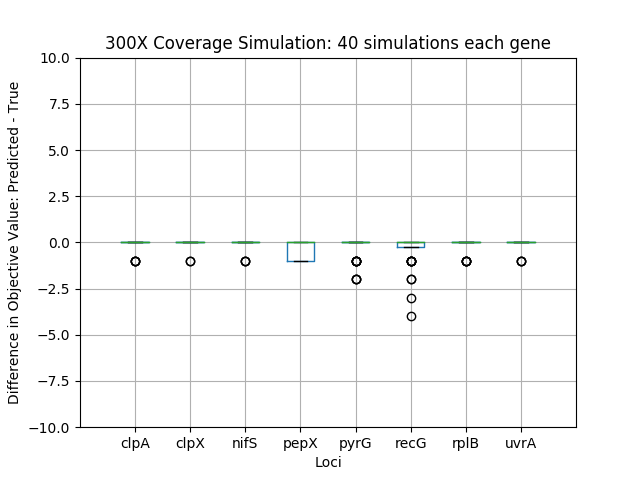 300X Coverage Simulation: 40 simulations each gene
Difference in Objective Value: Predicted - True
10.0
7.5
5.0
2.5
0.0
−2.5
−5.0
−7.5
−10.0
clpA clpX nifS pepX pyrG recG rplB uvrA
Loci